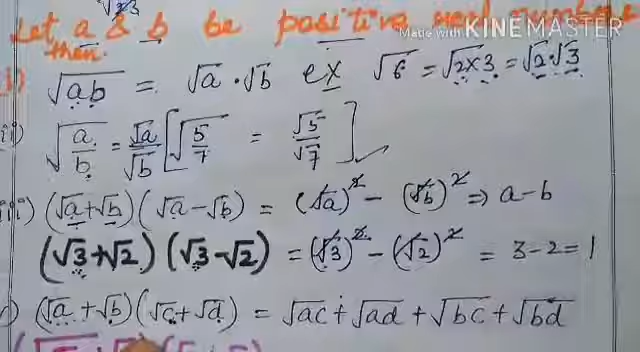 √23
Let a & b be positive real numbers
Made with KINEMASTER
then
i) √ab = √a·√b ex √6 = √2×3 = √2·√3
ii) √a/b = √a/√b [√5/7 = √5/√7]
iii) (√a+√b)(√a-√b) = (√a)² - (√b)² ⇒ a-b
(√3+√2) (√3-√2) = (√3)² - (√2)² = 3-2=1
(√a+√b)(√c+√d) = √ac+√ad+√bc+√bd